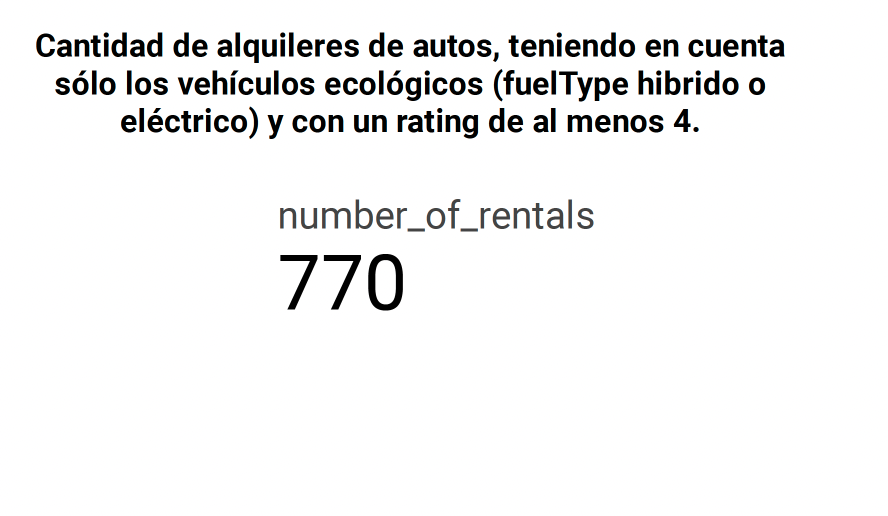 Cantidad de alquileres de autos, teniendo en cuenta
sólo los vehículos ecológicos (fuelType hibrido o
eléctrico) y con un rating de al menos 4.
number_of_rentals
770